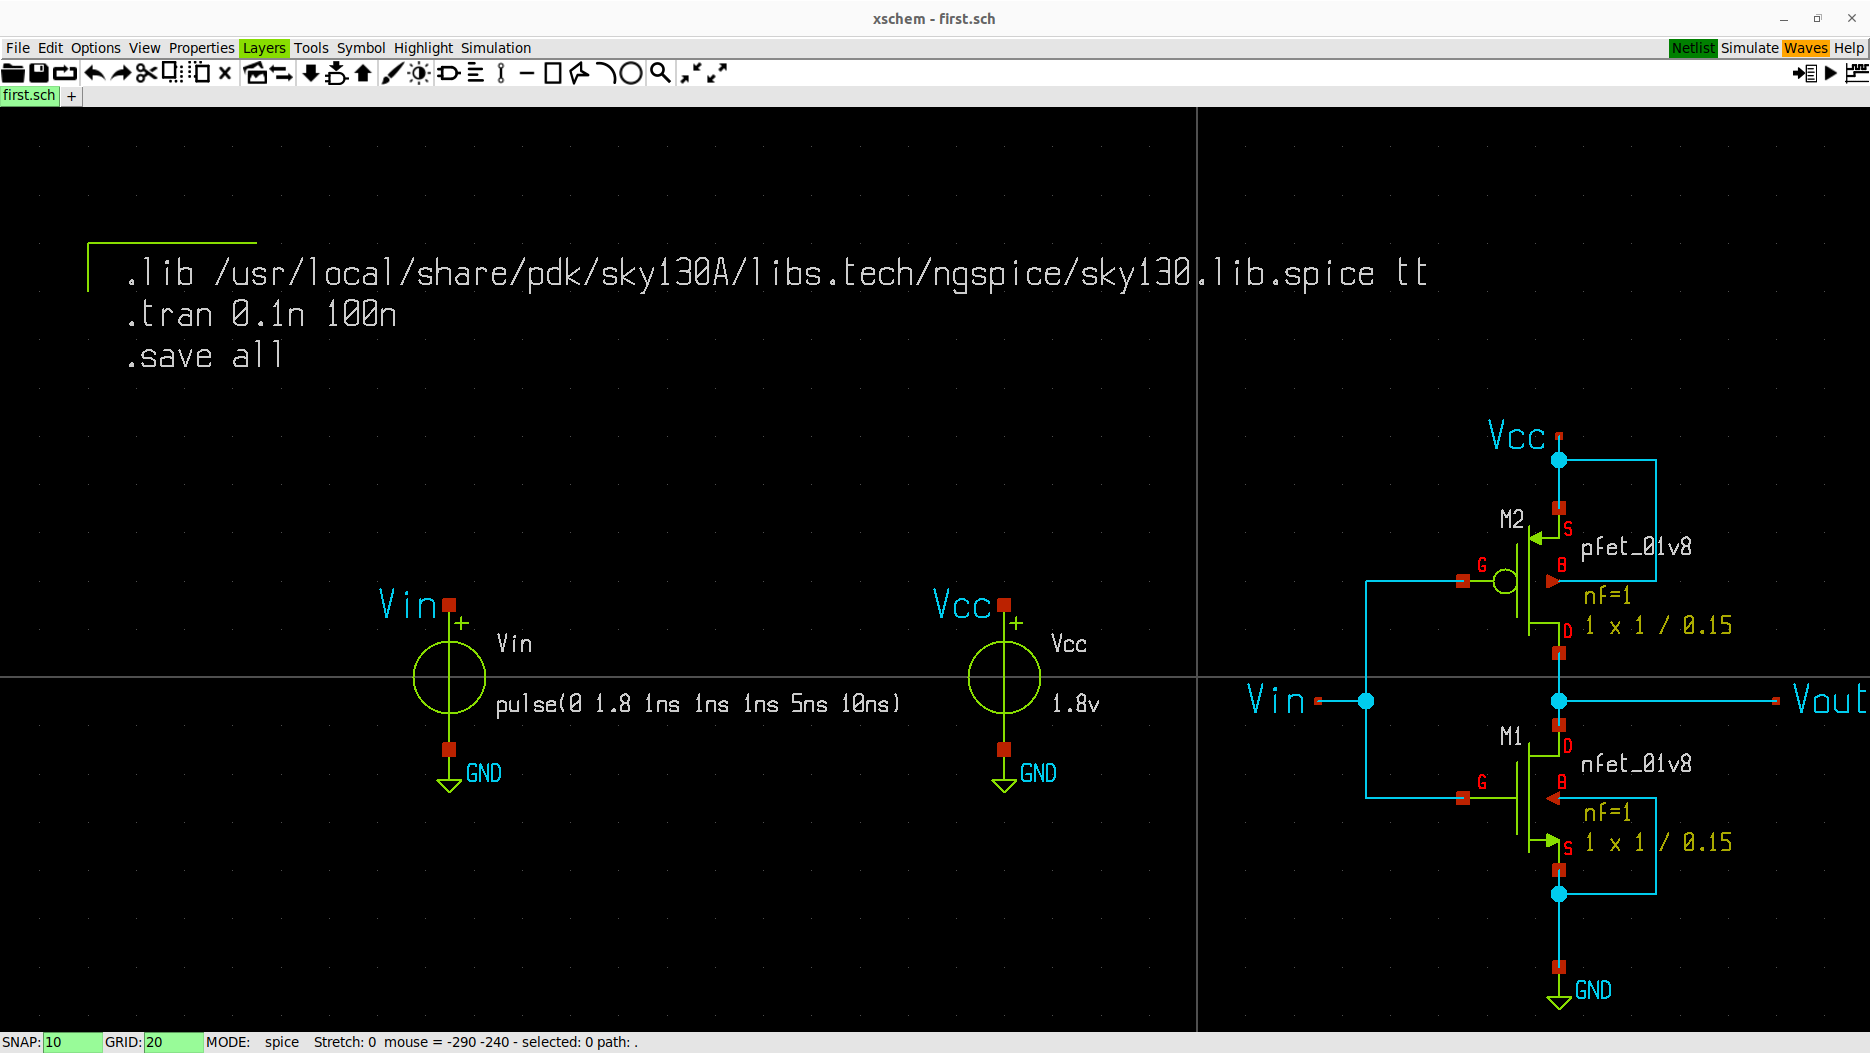 xschem - first.sch
File Edit Options View Properties Layers Tools Symbol Highlight Simulation Netlist Simulate Waves Help
first.sch +
.lib /usr/local/share/pdk/sky130A/libs.tech/ngspice/sky130.lib.spice tt
.tran 0.1n 100n
.save all
Vcc
M2
S
pfet_01v8
G
B
nf=1
D
1 x 1 / 0.15
Vin
+
Vin
pulse(0 1.8 1ns 1ns 1ns 5ns 10ns)
GND
Vcc
+
Vcc
1.8v
GND
Vin
Vout
M1
D
nfet_01v8
G
B
nf=1
S
1 x 1 / 0.15
GND
SNAP: 10 GRID: 20 MODE: spice Stretch: 0 mouse = -290 -240 - selected: 0 path: .